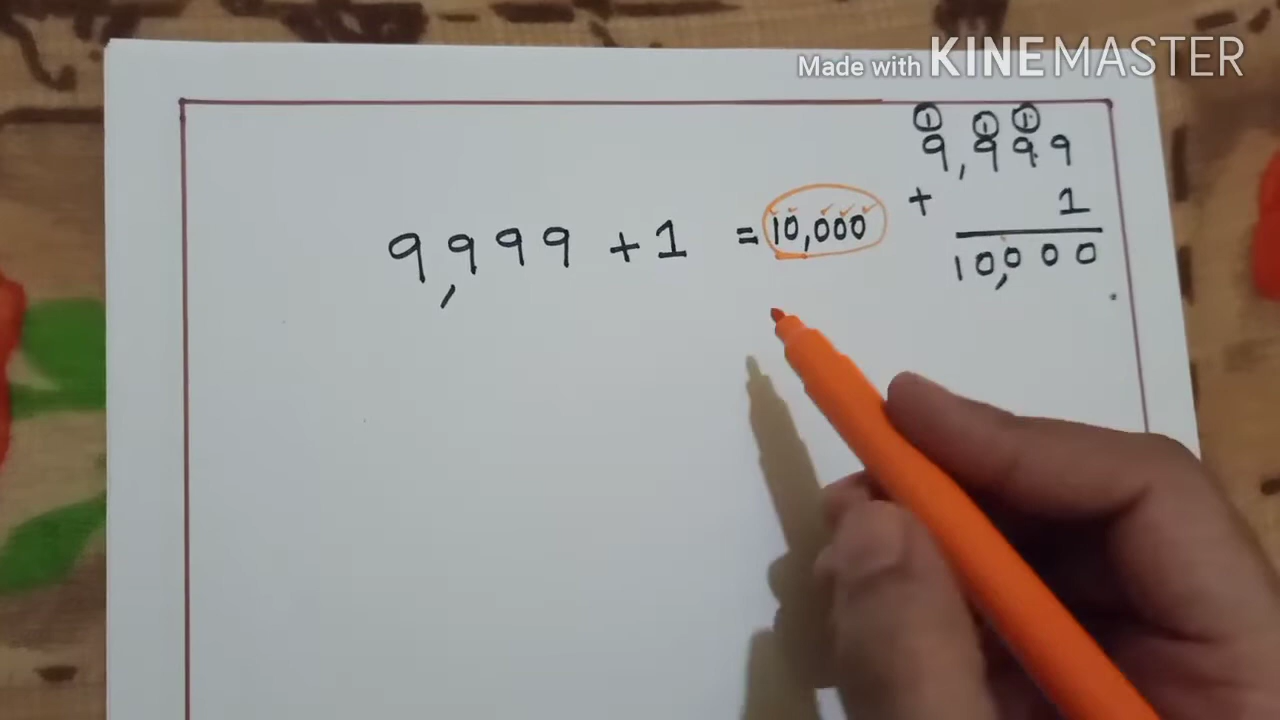 Made with KINEMASTER
9,999 + 1 = 10,000
1 1 1
9,999
+ 1
10,000